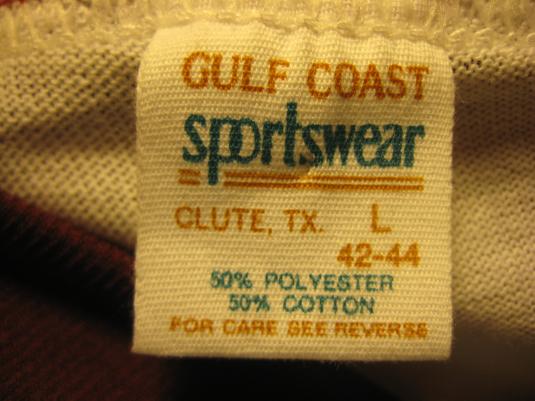 GULF COAST
sportswear
CLUTE, TX. L
42-44
50% POLYESTER
50% COTTON
FOR CARE SEE REVERSE